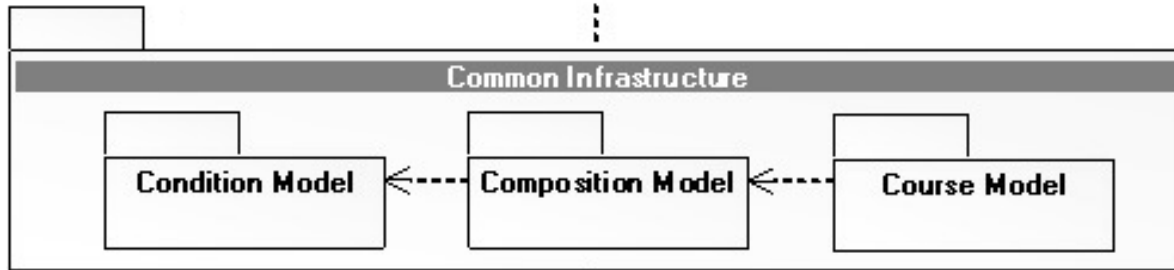 Common Infrastructure
Condition Model
Composition Model
Course Model